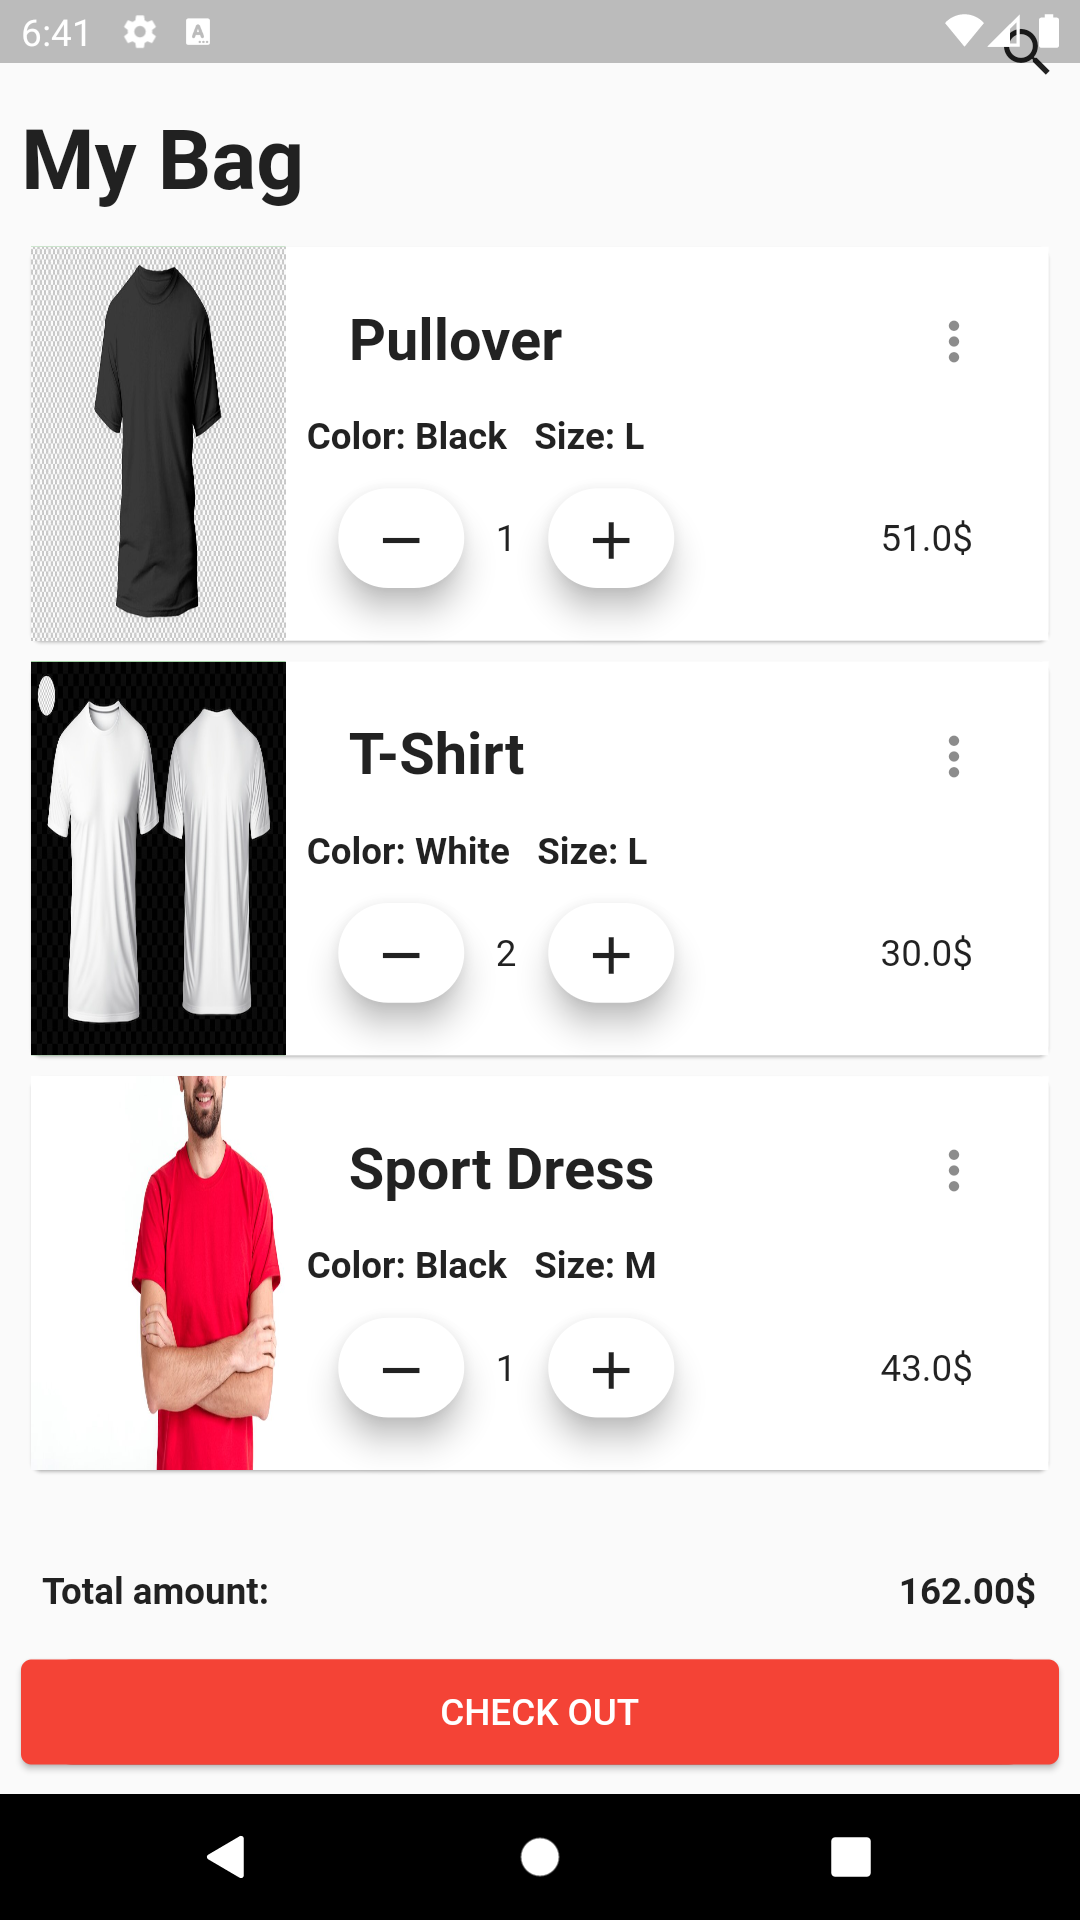 6:41
My Bag
Pullover
Color: Black Size: L
1 51.0$
T-Shirt
Color: White Size: L
2 30.0$
Sport Dress
Color: Black Size: M
1 43.0$
Total amount: 162.00$
CHECK OUT